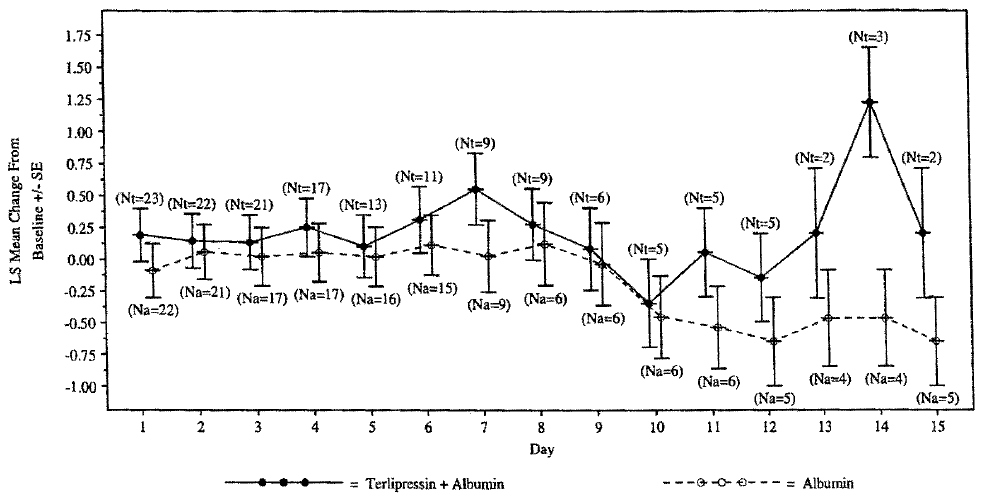 1.75
1.50
1.25
1.00
0.75
0.50
0.25
0.00
-0.25
-0.50
-0.75
-1.00
LS Mean Change From
Baseline +/- SE
(Nt=23)
(Nt=22)
(Nt=21)
(Nt=17)
(Nt=13)
(Nt=11)
(Nt=9)
(Nt=9)
(Nt=6)
(Nt=5)
(Nt=5)
(Nt=5)
(Nt=2)
(Nt=3)
(Nt=2)
(Na=22)
(Na=21)
(Na=17)
(Na=17)
(Na=16)
(Na=15)
(Na=9)
(Na=6)
(Na=6)
(Na=6)
(Na=6)
(Na=5)
(Na=4)
(Na=4)
(Na=5)
1 2 3 4 5 6 7 8 9 10 11 12 13 14 15
Day
= Terlipressin + Albumin
= Albumin